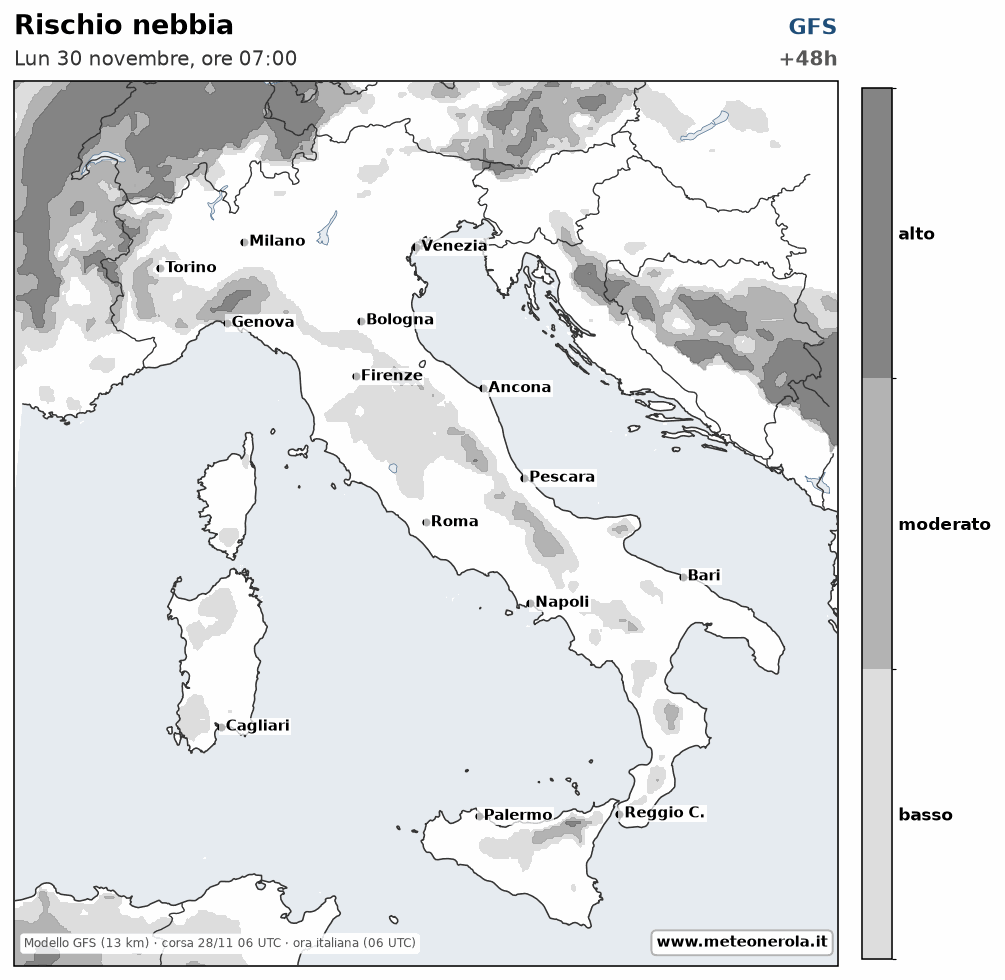 Rischio nebbia
GFS
Lun 30 novembre, ore 07:00
+48h
alto
Milano
Venezia
Torino
Bologna
Genova
Firenze
Ancona
Pescara
Roma
moderato
Bari
Napoli
Cagliari
Palermo
Reggio C.
basso
Modello GFS (13 km) · corsa 28/11 06 UTC · ora italiana (06 UTC)
www.meteonerola.it